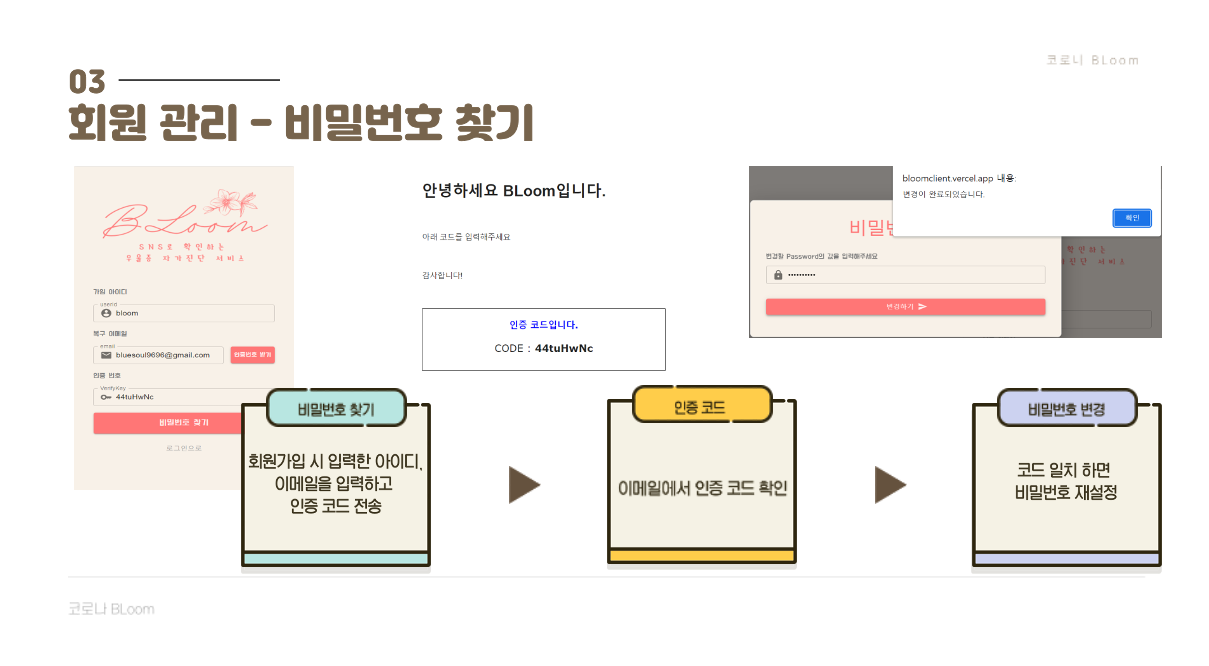 코로나 BLoom
03
회원 관리 - 비밀번호 찾기
BLoom
SNS로 확인하는
우울증 자가진단 서비스
가입 아이디
userId
bloom
복구 이메일
email
bluesoul9696@gmail.com
인증번호 받기
인증 번호
VerifyKey
44tuHwNc
비밀번호 찾기
로그인으로
안녕하세요 BLoom입니다.
아래 코드를 입력해주세요
감사합니다!
인증 코드입니다.
CODE : 44tuHwNc
bloomclient.vercel.app 내용:
변경이 완료되었습니다.
확인
비밀번
변경할 Password의 값을 입력해주세요
••••••••••
변경하기
확인하는
진단 서비스
비밀번호 찾기
회원가입 시 입력한 아이디,
이메일을 입력하고
인증 코드 전송
인증 코드
이메일에서 인증 코드 확인
비밀번호 변경
코드 일치 하면
비밀번호 재설정
코로나 BLoom